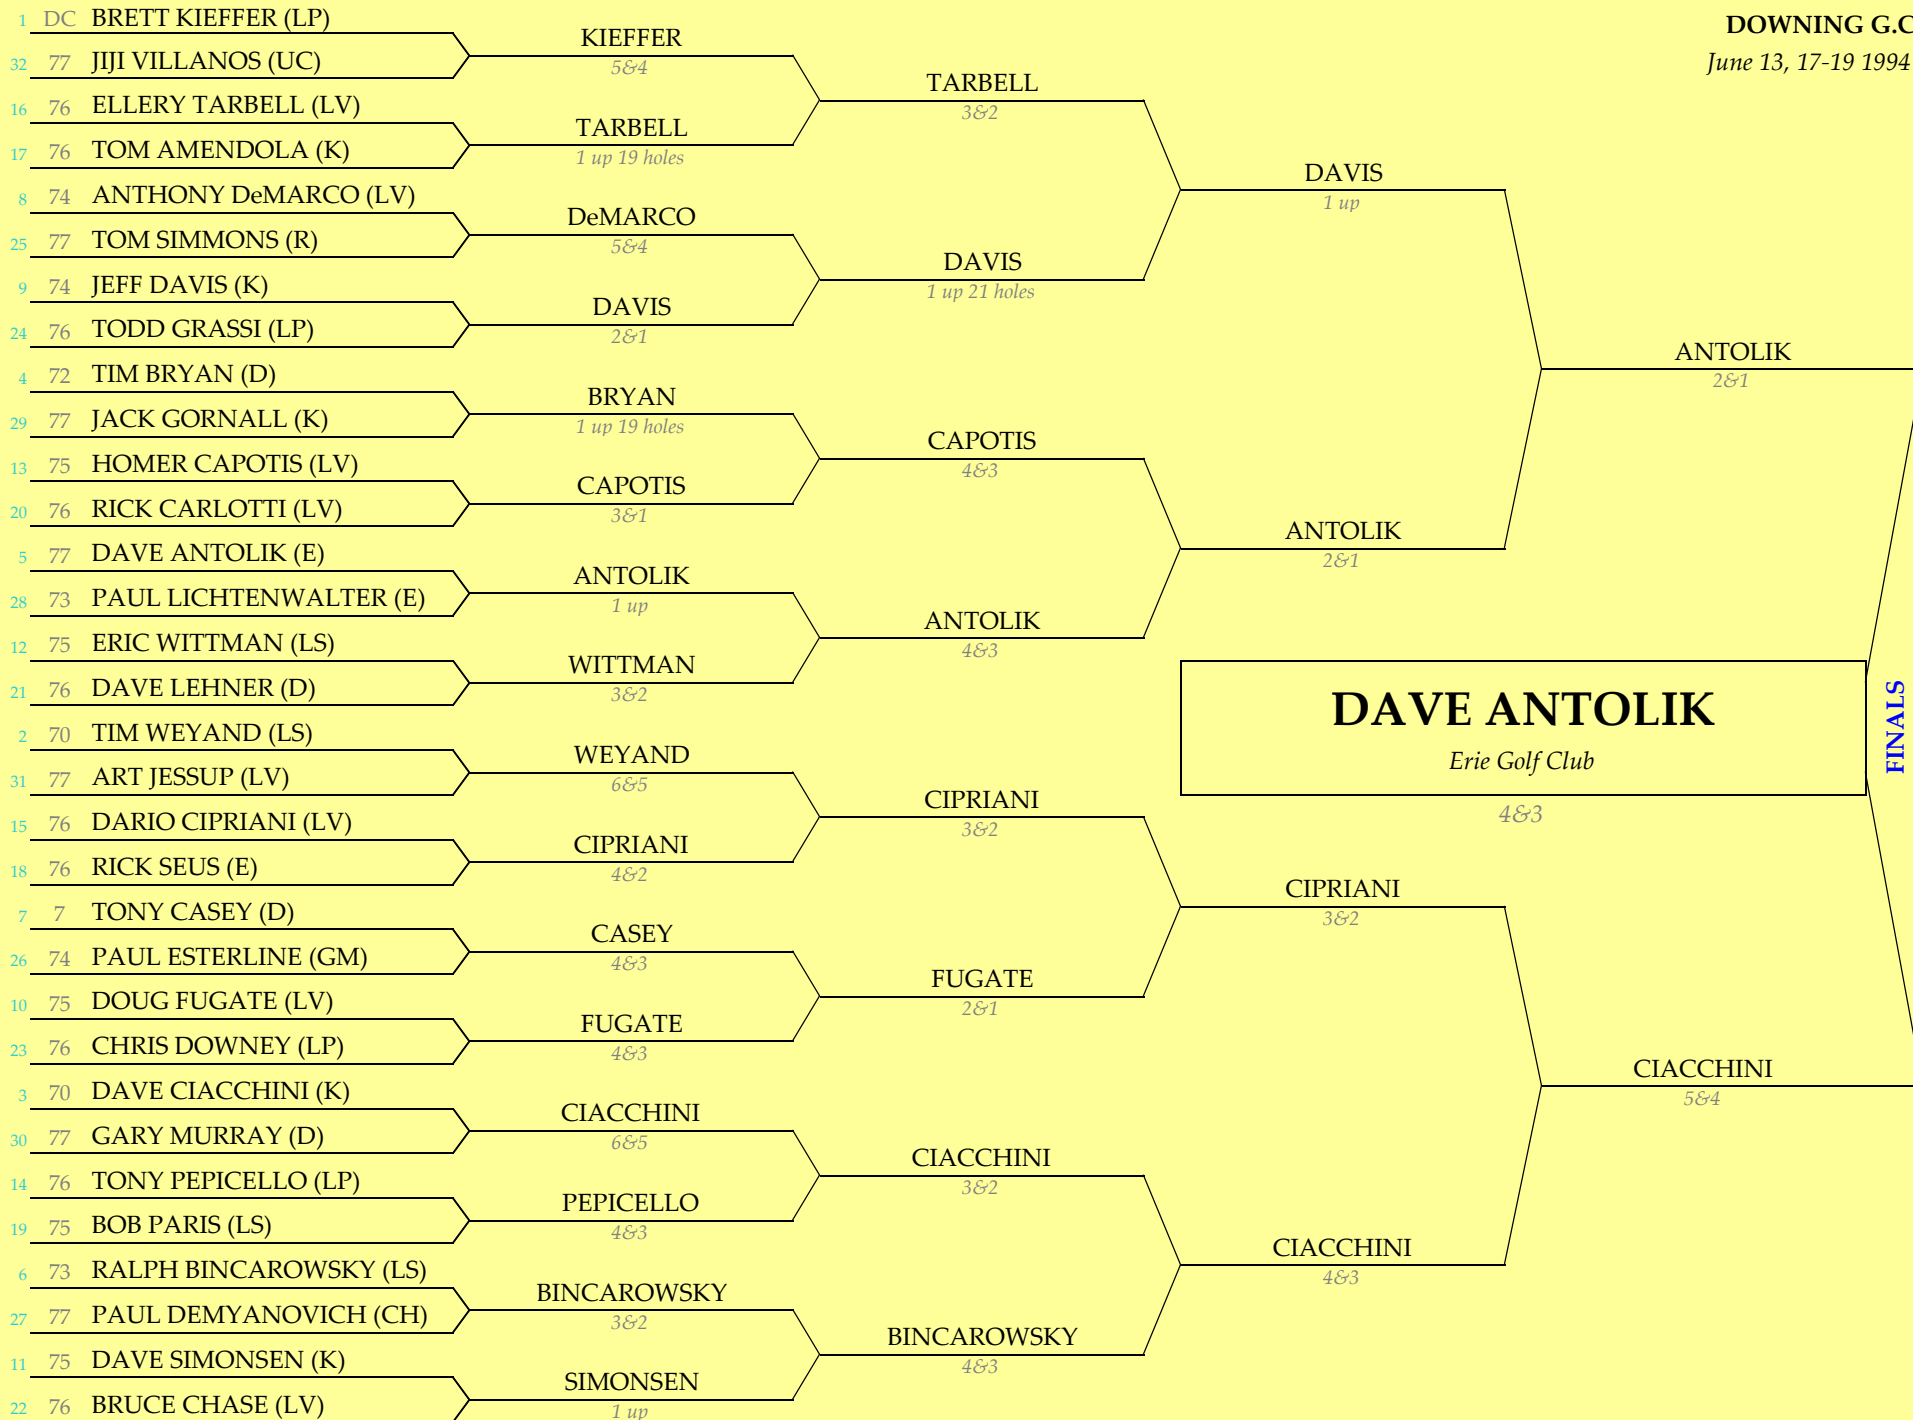 DOWNING G.C
June 13, 17-19 1994
1 DC BRETT KIEFFER (LP)
32 77 JIJI VILLANOS (UC)
16 76 ELLERY TARBELL (LV)
17 76 TOM AMENDOLA (K)
8 74 ANTHONY DeMARCO (LV)
25 77 TOM SIMMONS (R)
9 74 JEFF DAVIS (K)
24 76 TODD GRASSI (LP)
4 72 TIM BRYAN (D)
29 77 JACK GORNALL (K)
13 75 HOMER CAPOTIS (LV)
20 76 RICK CARLOTTI (LV)
5 77 DAVE ANTOLIK (E)
28 73 PAUL LICHTENWALTER (E)
12 75 ERIC WITTMAN (LS)
21 76 DAVE LEHNER (D)
2 70 TIM WEYAND (LS)
31 77 ART JESSUP (LV)
15 76 DARIO CIPRIANI (LV)
18 76 RICK SEUS (E)
7 7 TONY CASEY (D)
26 74 PAUL ESTERLINE (GM)
10 75 DOUG FUGATE (LV)
23 76 CHRIS DOWNEY (LP)
3 70 DAVE CIACCHINI (K)
30 77 GARY MURRAY (D)
14 76 TONY PEPICELLO (LP)
19 75 BOB PARIS (LS)
6 73 RALPH BINCAROWSKY (LS)
27 77 PAUL DEMYANOVICH (CH)
11 75 DAVE SIMONSEN (K)
22 76 BRUCE CHASE (LV)
KIEFFER
5&4
TARBELL
1 up 19 holes
DeMARCO
5&4
DAVIS
2&1
BRYAN
1 up 19 holes
CAPOTIS
3&1
ANTOLIK
1 up
WITTMAN
3&2
WEYAND
6&5
CIPRIANI
4&2
CASEY
4&3
FUGATE
4&3
CIACCHINI
6&5
PEPICELLO
4&3
BINCAROWSKY
3&2
SIMONSEN
1 up
TARBELL
3&2
DAVIS
1 up 21 holes
CAPOTIS
4&3
ANTOLIK
4&3
CIPRIANI
3&2
FUGATE
2&1
CIACCHINI
3&2
BINCAROWSKY
4&3
DAVIS
1 up
ANTOLIK
2&1
CIPRIANI
3&2
CIACCHINI
4&3
ANTOLIK
2&1
CIACCHINI
5&4
DAVE ANTOLIK
Erie Golf Club
4&3
FINALS